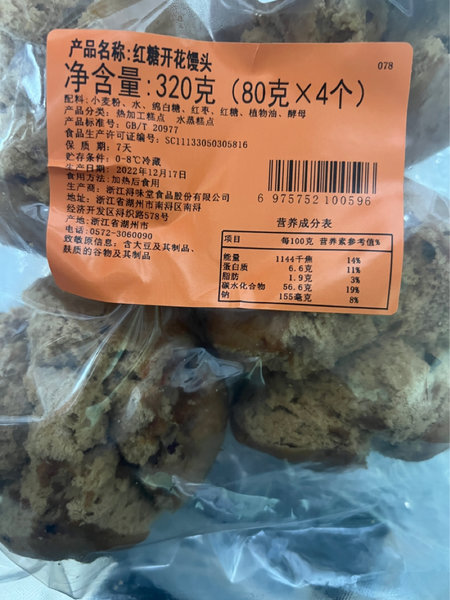 产品名称:红糖开花馒头
078
净含量:320克（80克×4个）
配料:小麦粉、水、绵白糖、红枣、红糖、植物油、酵母
产品分类: 热加工糕点 水蒸糕点
产品标准号: GB/T 20977
食品生产许可证编号: SC11133050305816
保 质 期: 7天
贮存条件: 0-8℃冷藏
生产日期: 2022年12月17日
食用方法: 加热后食用
生产商: 浙江浔味堂食品股份有限公司
地址: 浙江省湖州市南浔区南浔
经济开发区浔织路578号
产地: 浙江省湖州市
电话: 0572-3060090
致敏原信息: 含大豆及其制品、
麸质的谷物及其制品
6 975752 100596
营养成分表
项目 每100克 营养素参考值%
能量 1144千焦 14%
蛋白质 6.6克 11%
脂肪 1.9克 3%
碳水化合物 56.6克 19%
钠 155毫克 8%